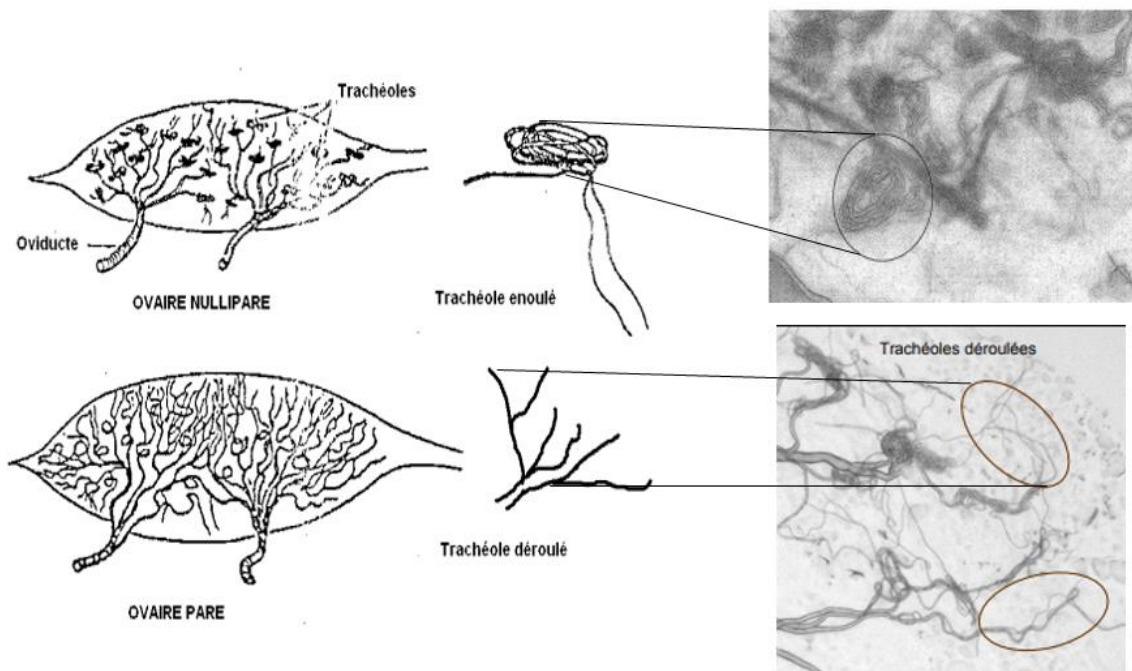 Trachéoles
Oviducte
OVAIRE NULLIPARE
Trachéole enoulé
Trachéoles déroulées
Trachéole déroulé
OVAIRE PARE